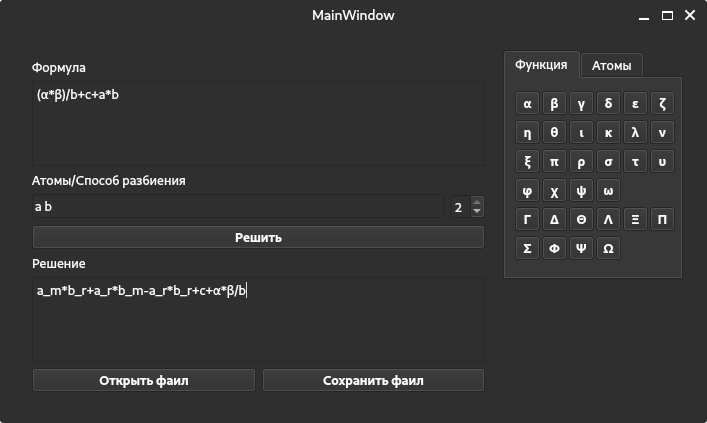 MainWindow
Формула
(α*β)/b+c+a*b
Атомы/Способ разбиения
a b
2
Решить
Решение
a_m*b_r+a_r*b_m-a_r*b_r+c+α*β/b
Открыть фаил
Сохранить фаил
Функция
Атомы
α β γ δ ε ζ
η θ ι κ λ ν
ξ π ρ σ τ υ
φ χ ψ ω
Γ Δ Θ Λ Ξ Π
Σ Φ Ψ Ω